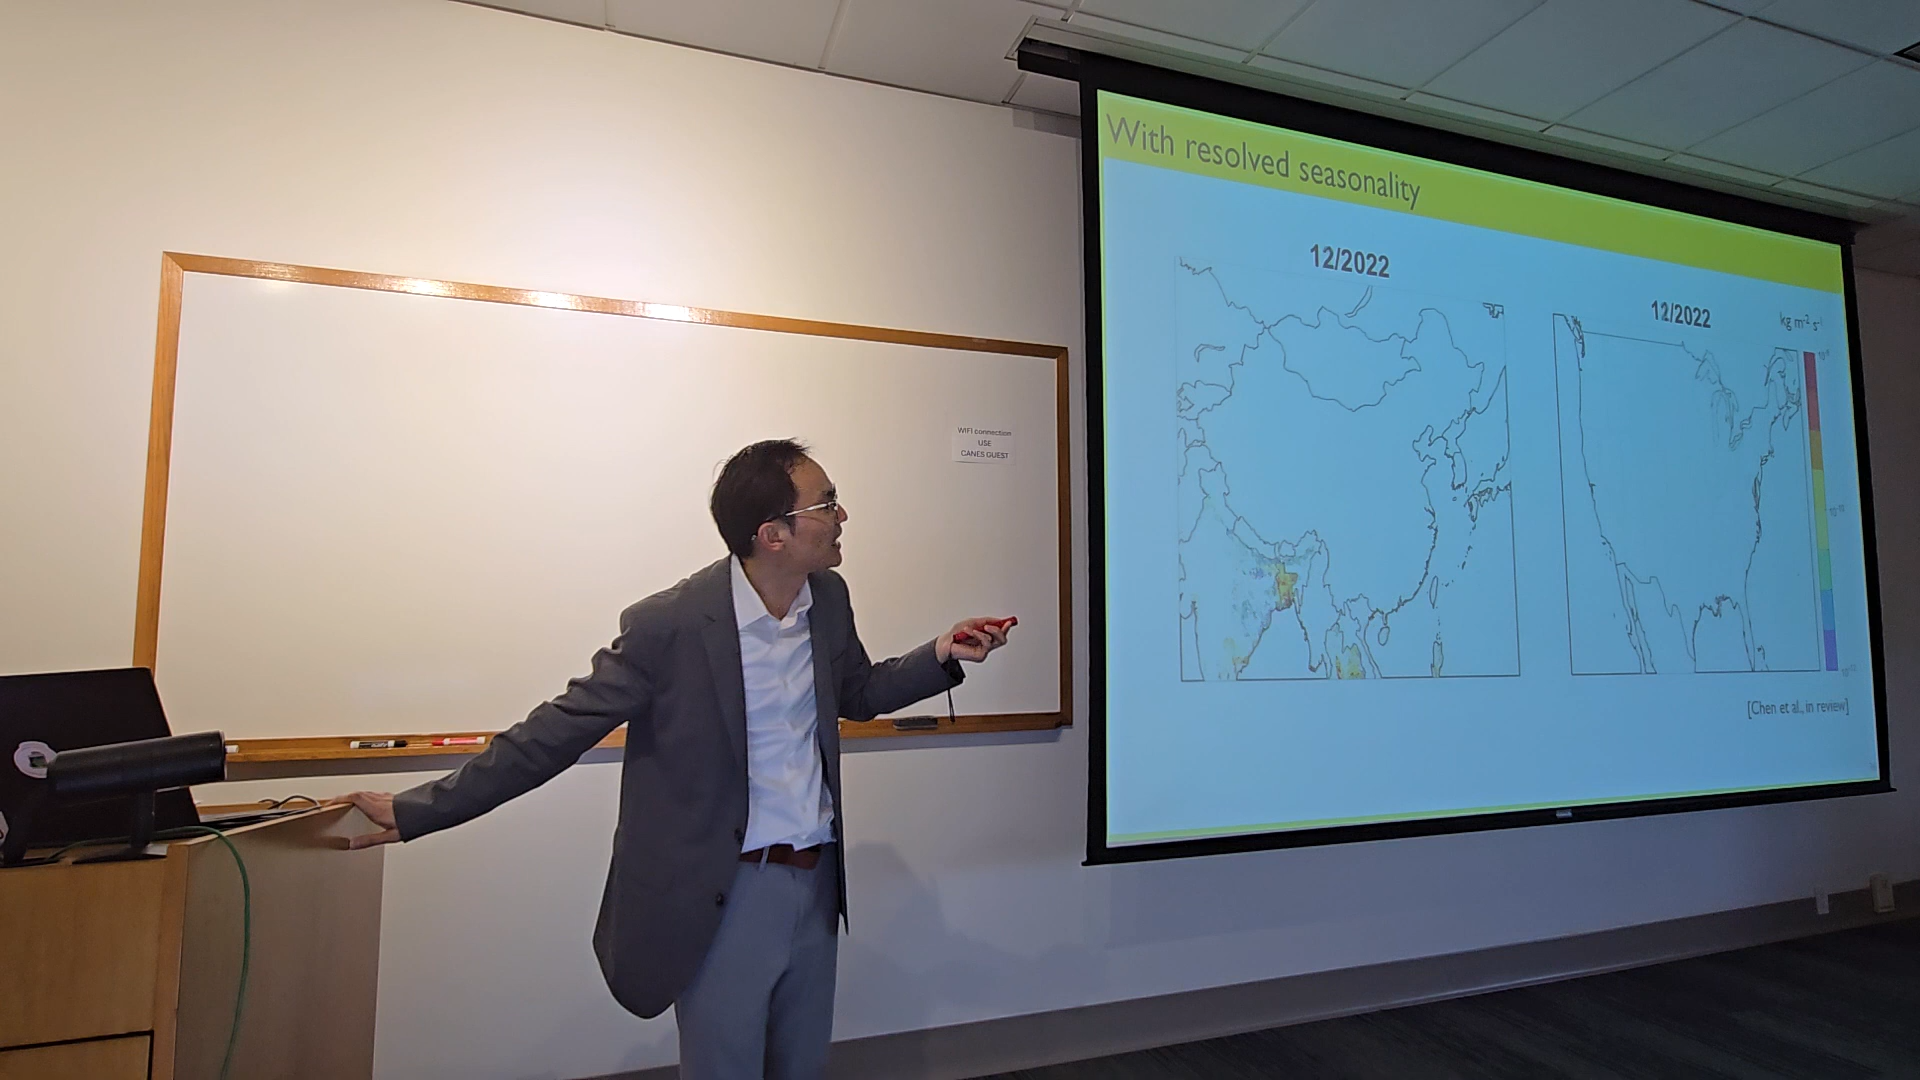 WIFI connection
USE
CANES GUEST
With resolved seasonality
12/2022
12/2022
kg m-2 s-1
[Chen et al., in review]